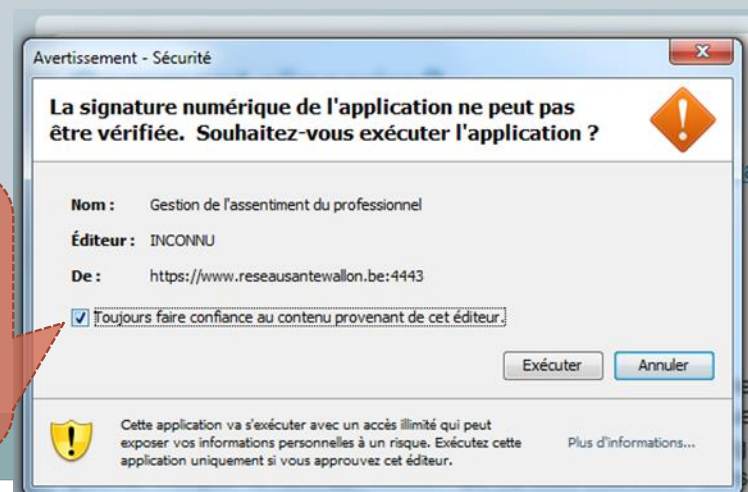 Avertissement - Sécurité
La signature numérique de l'application ne peut pas
être vérifiée. Souhaitez-vous exécuter l'application ?
Nom : Gestion de l'assentiment du professionnel
Éditeur : INCONNU
De : https://www.reseausantewallon.be:4443
Toujours faire confiance au contenu provenant de cet éditeur.
Exécuter Annuler
Cette application va s'exécuter avec un accès illimité qui peut
exposer vos informations personnelles à un risque. Exécutez cette
application uniquement si vous approuvez cet éditeur.
Plus d'informations...